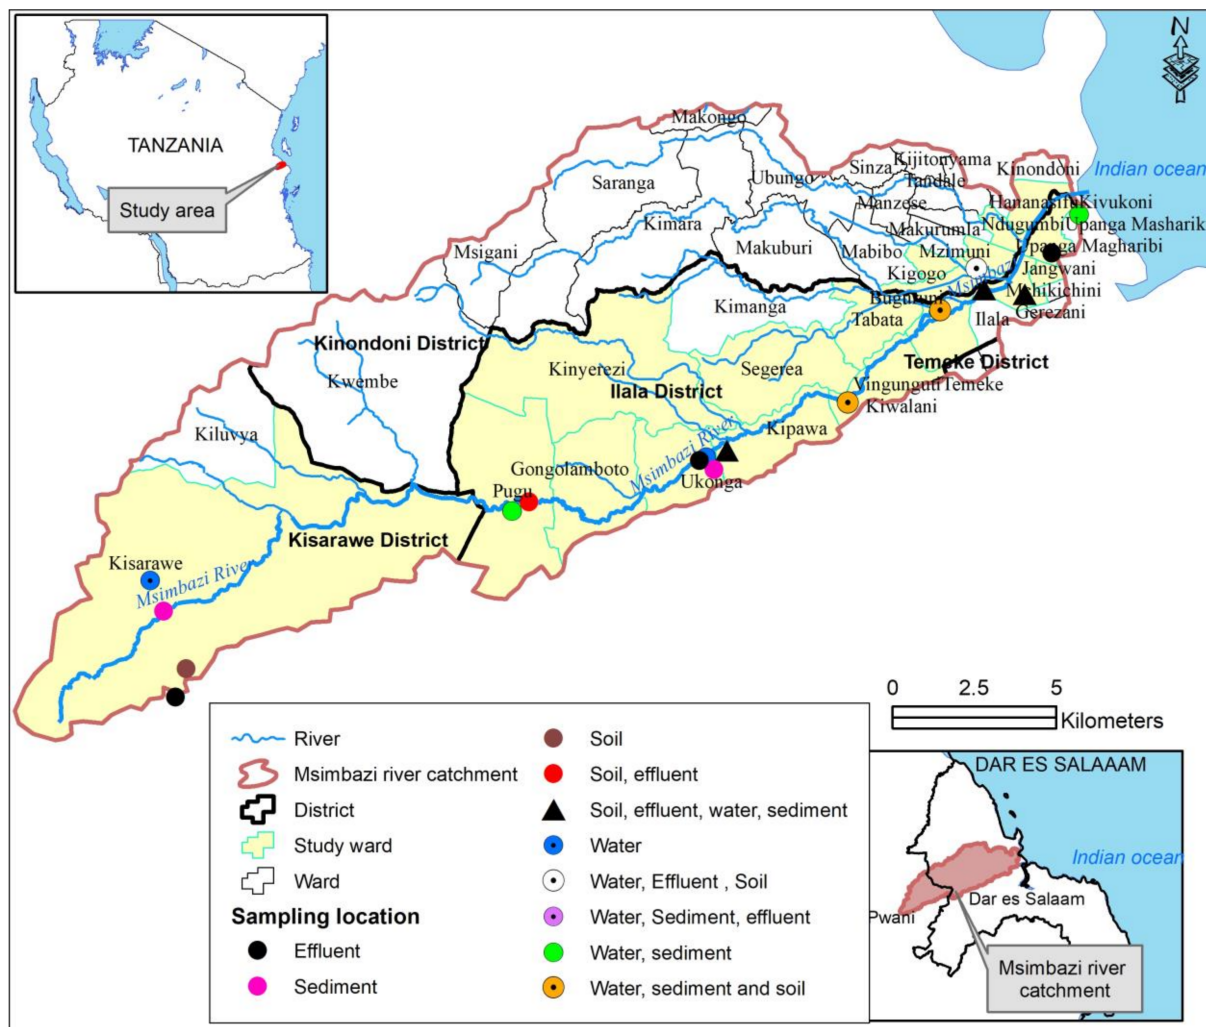 N
TANZANIA
Study area
Indian ocean
Makongo
Saranga
Ubungo
Sinza
Kijitonyama
Tandale
Kinondoni
Manzese
Hananasifu
Kivukoni
Kimara
Makurumla
Ndugumbi
Upanga Masharik
Msigani
Makuburi
Mabibo
Mzimuni
Upanga Magharibi
Kigogo
Msimbazi
Jangwani
Kimanga
Buguruni
Mchikichini
Tabata
Ilala
Gerezani
Kinondoni District
Kwembe
Kinyerezi
Segerea
Temeke District
Ilala District
Vingunguti
Temeke
Kiwalani
Kiluvya
Kipawa
Msimbazi River
Gongolamboto
Ukonga
Pugu
Kisarawe District
Kisarawe
Msimbazi River
0 2.5 5
Kilometers
River
Msimbazi river catchment
District
Study ward
Ward
Sampling location
Effluent
Sediment
Soil
Soil, effluent
Soil, effluent, water, sediment
Water
Water, Effluent , Soil
Water, Sediment, effluent
Water, sediment
Water, sediment and soil
DAR ES SALAAAM
Indian ocean
Dar es Salaam
Pwani
Msimbazi river
catchment